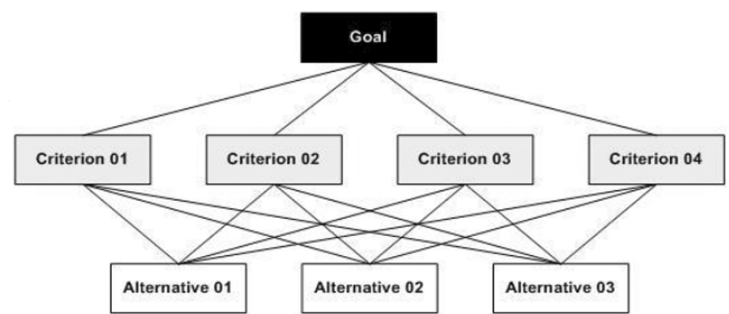 Goal
Criterion 01
Criterion 02
Criterion 03
Criterion 04
Alternative 01
Alternative 02
Alternative 03